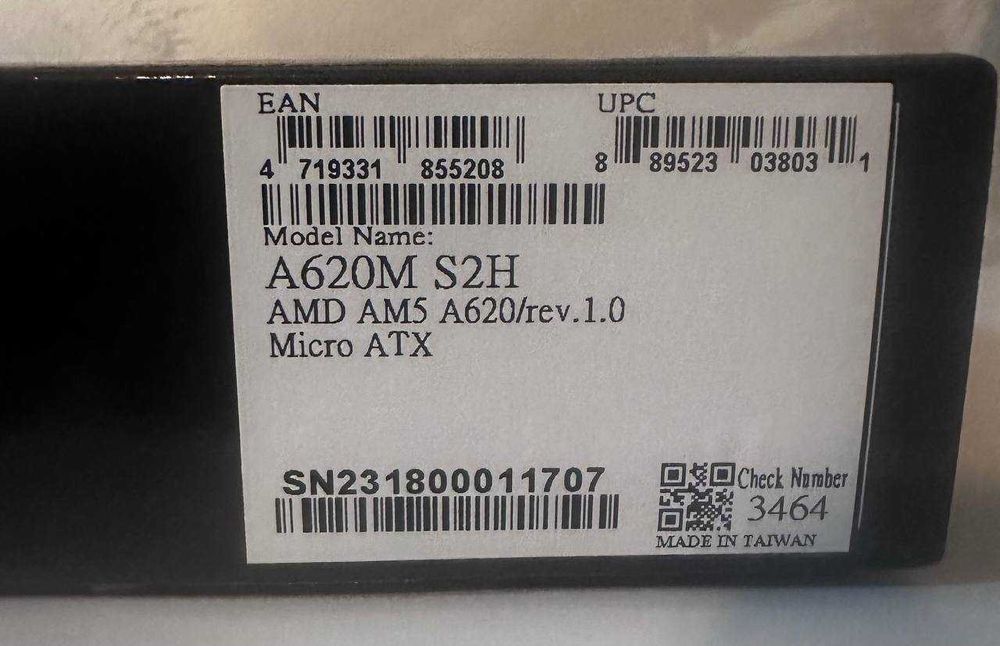 EAN
UPC
4 719331 855208
8 89523 03803 1
Model Name:
A620M S2H
AMD AM5 A620/rev.1.0
Micro ATX
SN231800011707
Check Number
3464
MADE IN TAIWAN